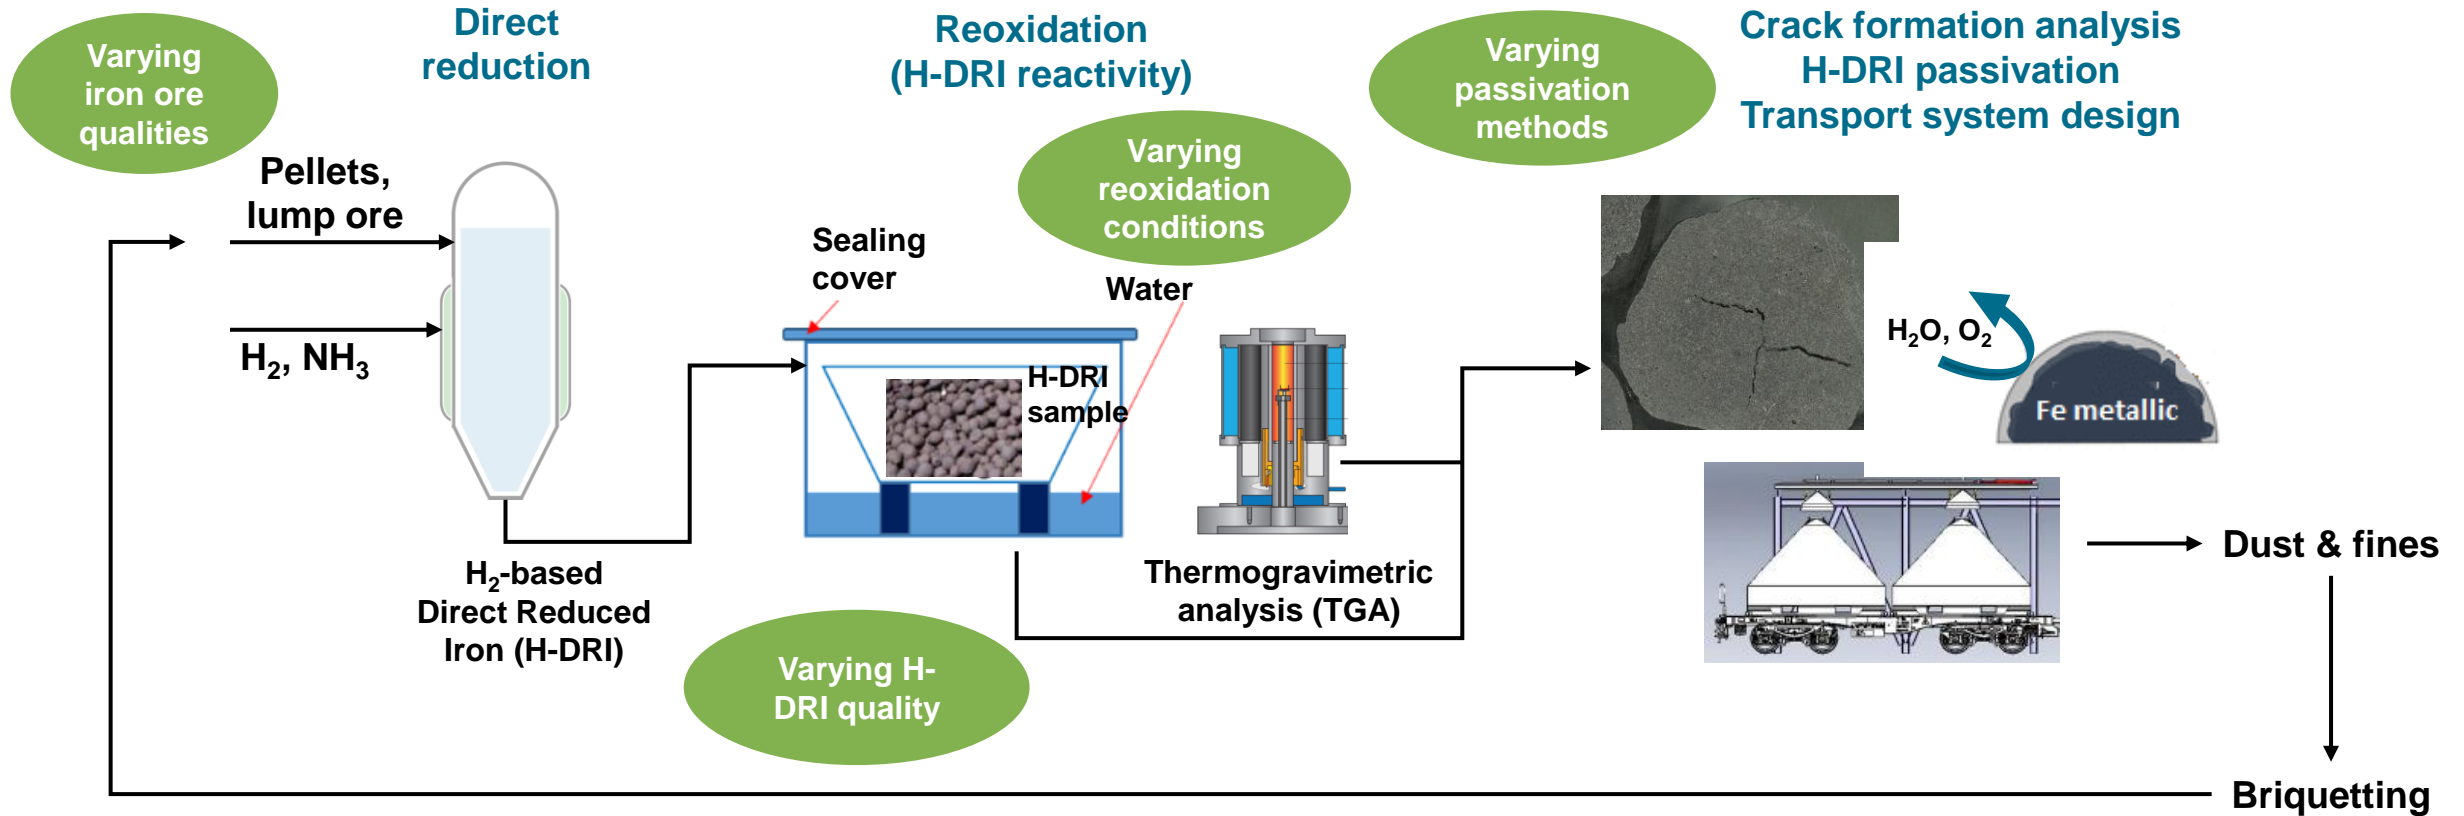 Varying
iron ore
qualities
Direct
reduction
Reoxidation
(H-DRI reactivity)
Varying
passivation
methods
Crack formation analysis
H-DRI passivation
Transport system design
Pellets,
lump ore
H₂, NH₃
Varying
reoxidation
conditions
Sealing
cover
Water
H-DRI
sample
H₂O, O₂
Fe metallic
H₂-based
Direct Reduced
Iron (H-DRI)
Thermogravimetric
analysis (TGA)
Varying H-
DRI quality
Dust & fines
Briquetting